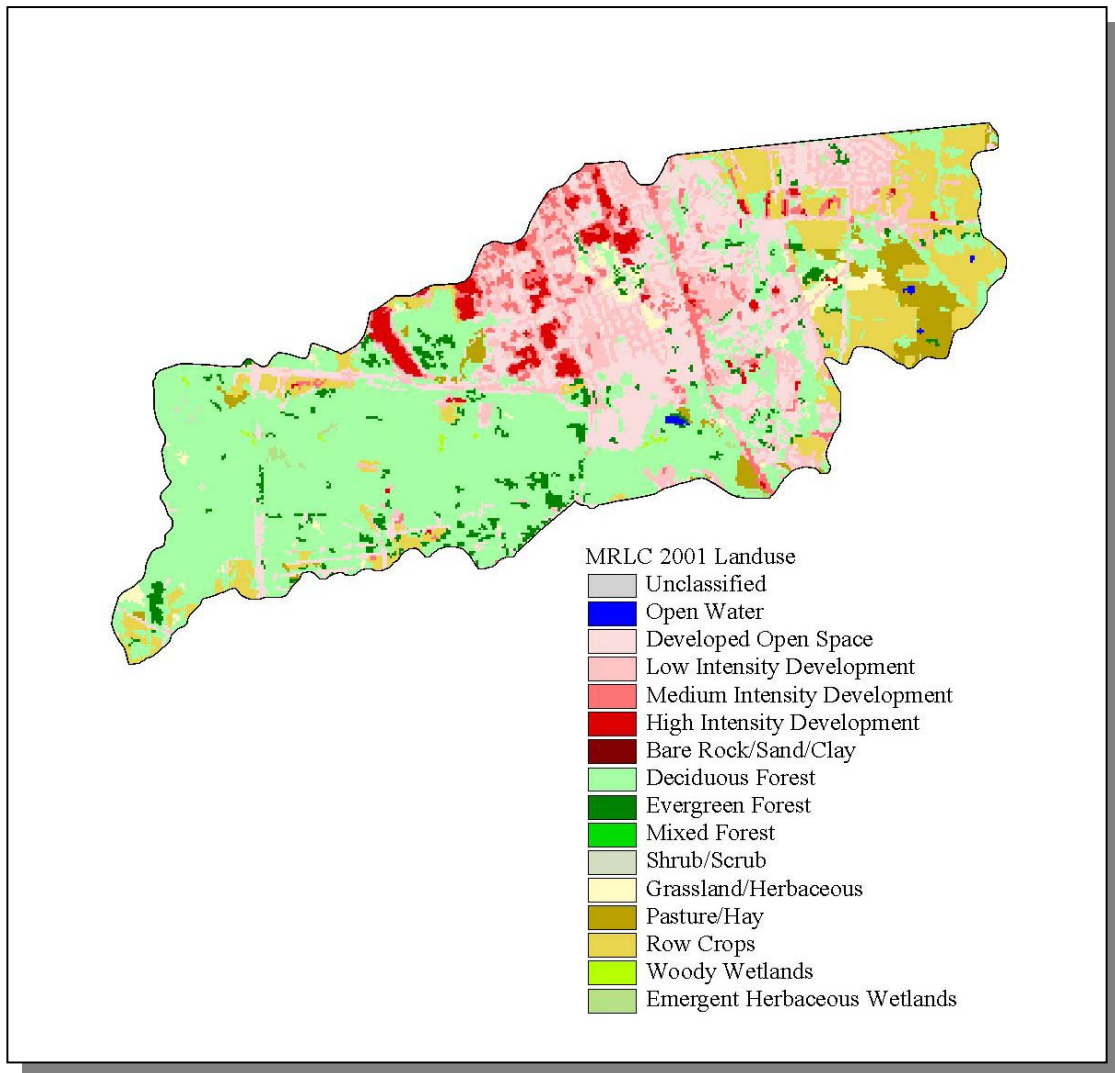 MRLC 2001 Landuse
Unclassified
Open Water
Developed Open Space
Low Intensity Development
Medium Intensity Development
High Intensity Development
Bare Rock/Sand/Clay
Deciduous Forest
Evergreen Forest
Mixed Forest
Shrub/Scrub
Grassland/Herbaceous
Pasture/Hay
Row Crops
Woody Wetlands
Emergent Herbaceous Wetlands